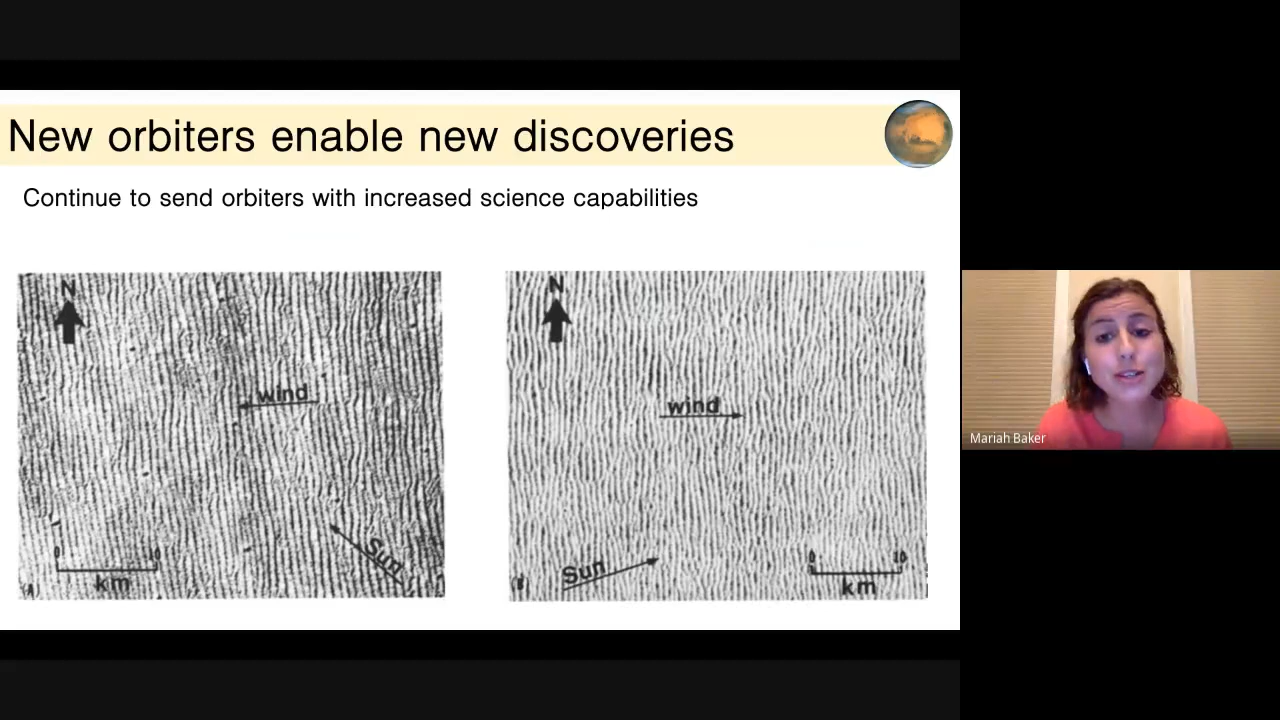 New orbiters enable new discoveries
Continue to send orbiters with increased science capabilities
N
wind
Sun
0 10
km
(A)
N
wind
Sun
0 10
km
B
Mariah Baker